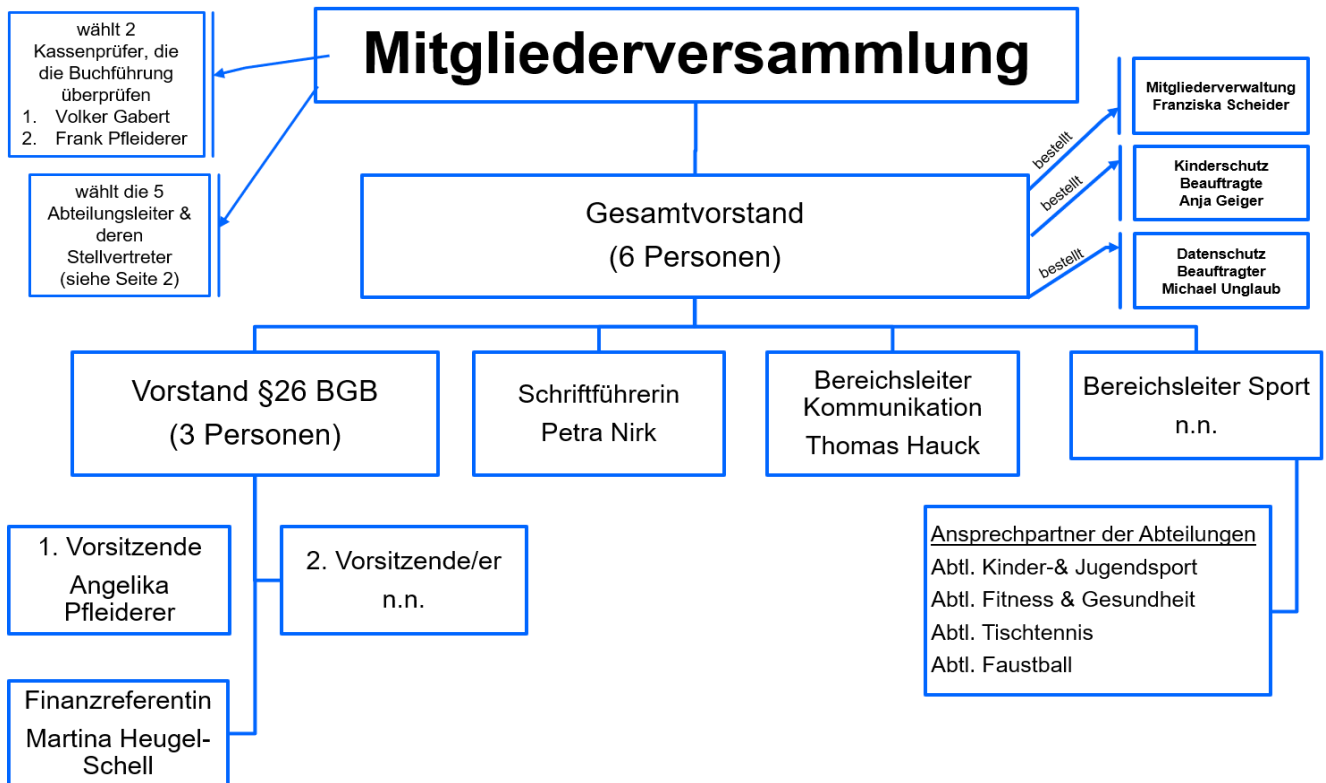 wählt 2
Kassenprüfer, die
die Buchführung
überprüfen
1. Volker Gabert
2. Frank Pfleiderer
Mitgliederversammlung
Mitgliederverwaltung
Franziska Scheider
wählt die 5
Abteilungsleiter &
deren
Stellvertreter
(siehe Seite 2)
Gesamtvorstand
(6 Personen)
bestellt
bestellt
bestellt
Kinderschutz
Beauftragte
Anja Geiger
Datenschutz
Beauftragter
Michael Unglaub
Vorstand §26 BGB
(3 Personen)
Schriftführerin
Petra Nirk
Bereichsleiter
Kommunikation
Thomas Hauck
Bereichsleiter Sport
n.n.
1. Vorsitzende
Angelika
Pfleiderer
2. Vorsitzende/er
n.n.
Ansprechpartner der Abteilungen
Abtl. Kinder-& Jugendsport
Abtl. Fitness & Gesundheit
Abtl. Tischtennis
Abtl. Faustball
Finanzreferentin
Martina Heugel-
Schell